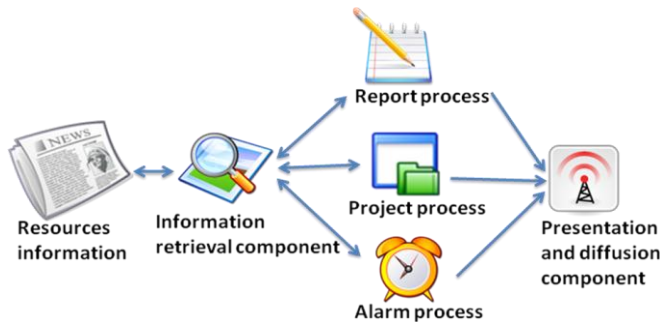 NEWS
Resources
information
Information
retrieval component
Report process
Project process
Alarm process
Presentation
and diffusion
component